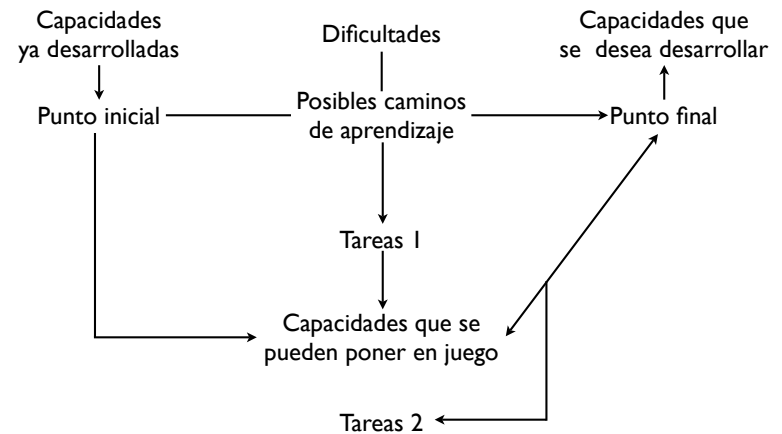 Capacidades
ya desarrolladas
Dificultades
Capacidades que
se desea desarrollar
Punto inicial
Posibles caminos
de aprendizaje
Punto final
Tareas 1
Capacidades que se
pueden poner en juego
Tareas 2